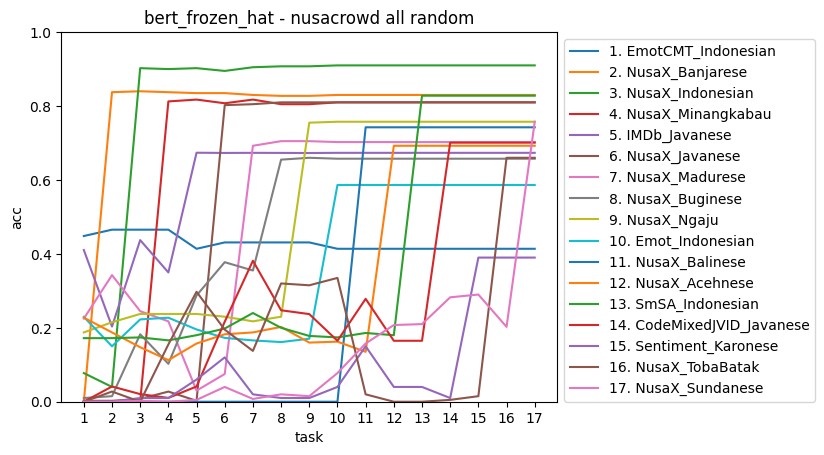 bert_frozen_hat - nusacrowd all random
1.0
0.8
0.6
0.4
0.2
0.0
acc
1 2 3 4 5 6 7 8 9 10 11 12 13 14 15 16 17
task
1. EmotCMT_Indonesian
2. NusaX_Banjarese
3. NusaX_Indonesian
4. NusaX_Minangkabau
5. IMDb_Javanese
6. NusaX_Javanese
7. NusaX_Madurese
8. NusaX_Buginese
9. NusaX_Ngaju
10. Emot_Indonesian
11. NusaX_Balinese
12. NusaX_Acehnese
13. SmSA_Indonesian
14. CodeMixedJVID_Javanese
15. Sentiment_Karonese
16. NusaX_TobaBatak
17. NusaX_Sundanese